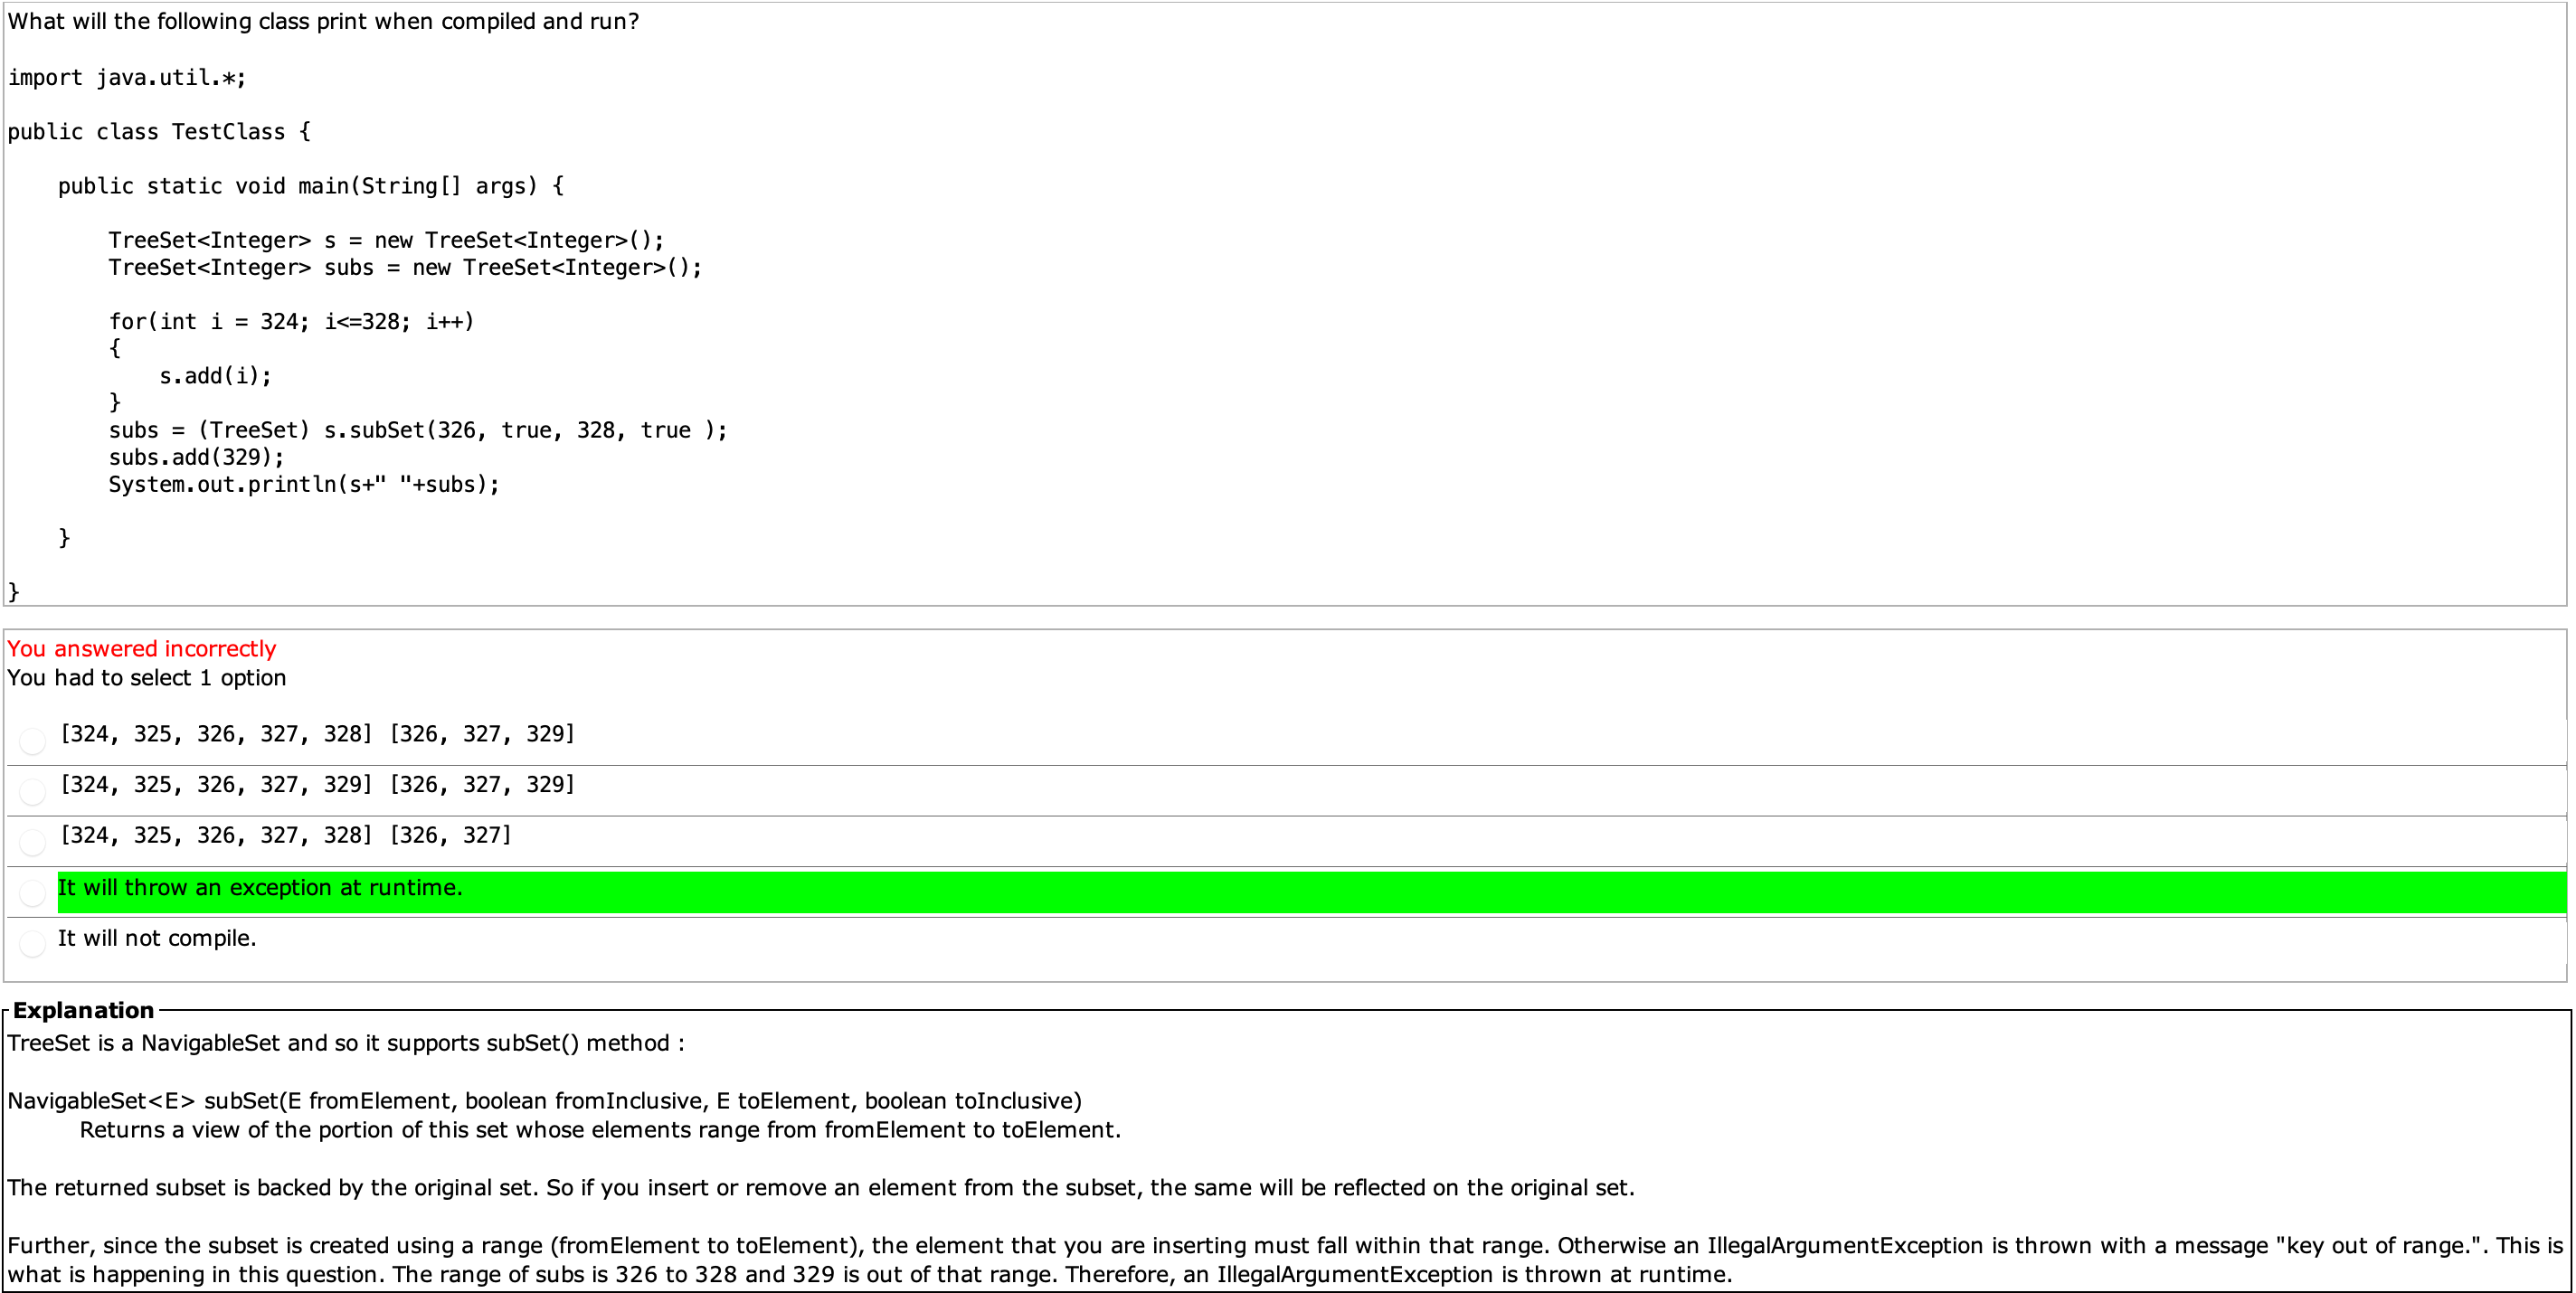 What will the following class print when compiled and run?
import java.util.*;
public class TestClass {
    public static void main(String[] args) {
        TreeSet<Integer> s = new TreeSet<Integer>();
        TreeSet<Integer> subs = new TreeSet<Integer>();
        for(int i = 324; i<=328; i++)
        {
            s.add(i);
        }
        subs = (TreeSet) s.subSet(326, true, 328, true );
        subs.add(329);
        System.out.println(s+" "+subs);
    }
}
You answered incorrectly
You had to select 1 option
[324, 325, 326, 327, 328] [326, 327, 329]
[324, 325, 326, 327, 329] [326, 327, 329]
[324, 325, 326, 327, 328] [326, 327]
It will throw an exception at runtime.
It will not compile.
Explanation
TreeSet is a NavigableSet and so it supports subSet() method :
NavigableSet<E> subSet(E fromElement, boolean fromInclusive, E toElement, boolean toInclusive)
Returns a view of the portion of this set whose elements range from fromElement to toElement.
The returned subset is backed by the original set. So if you insert or remove an element from the subset, the same will be reflected on the original set.
Further, since the subset is created using a range (fromElement to toElement), the element that you are inserting must fall within that range. Otherwise an IllegalArgumentException is thrown with a message "key out of range.". This is
what is happening in this question. The range of subs is 326 to 328 and 329 is out of that range. Therefore, an IllegalArgumentException is thrown at runtime.